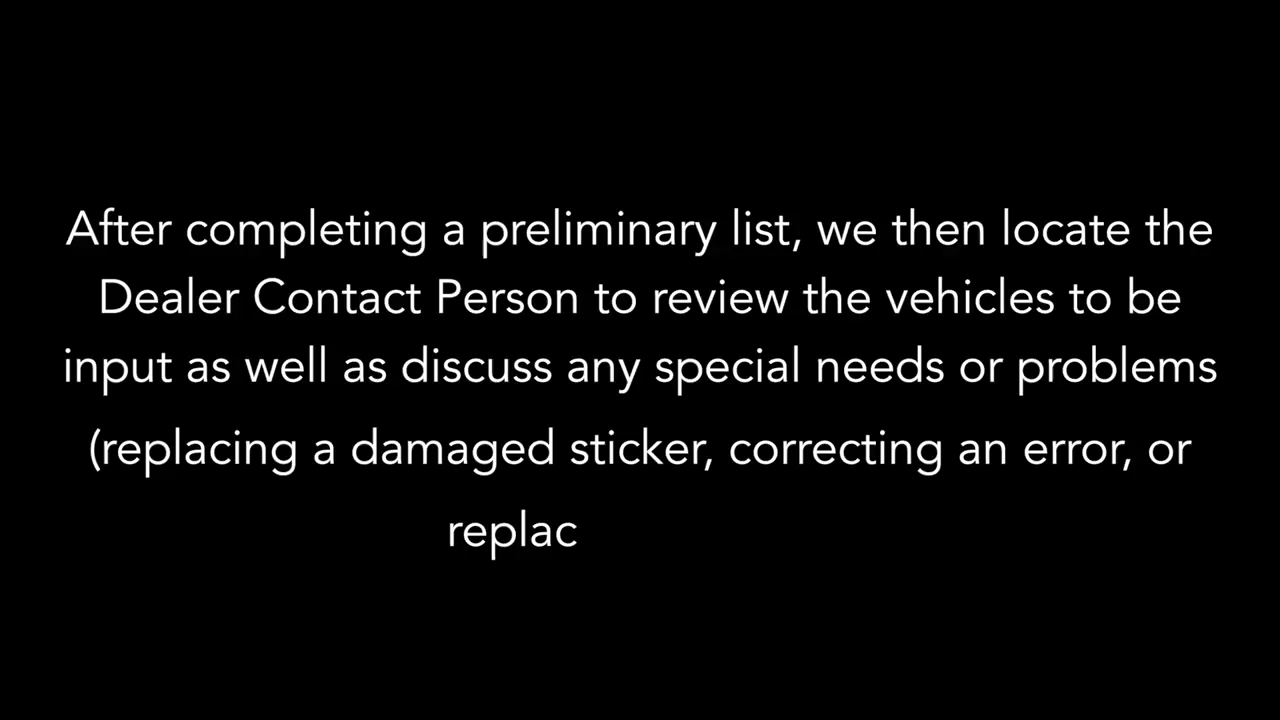 After completing a preliminary list, we then locate the
Dealer Contact Person to review the vehicles to be
input as well as discuss any special needs or problems
(replacing a damaged sticker, correcting an error, or
replac